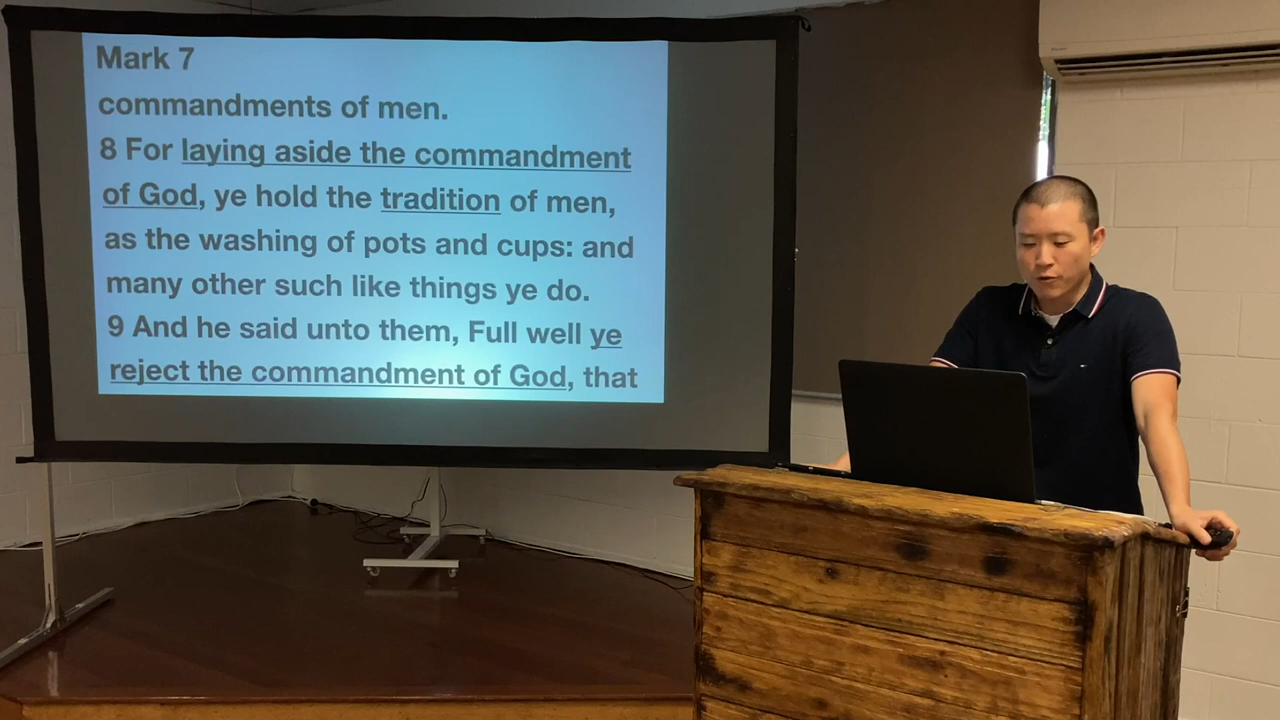 Mark 7
commandments of men.
8 For laying aside the commandment
of God, ye hold the tradition of men,
as the washing of pots and cups: and
many other such like things ye do.
9 And he said unto them, Full well ye
reject the commandment of God, that